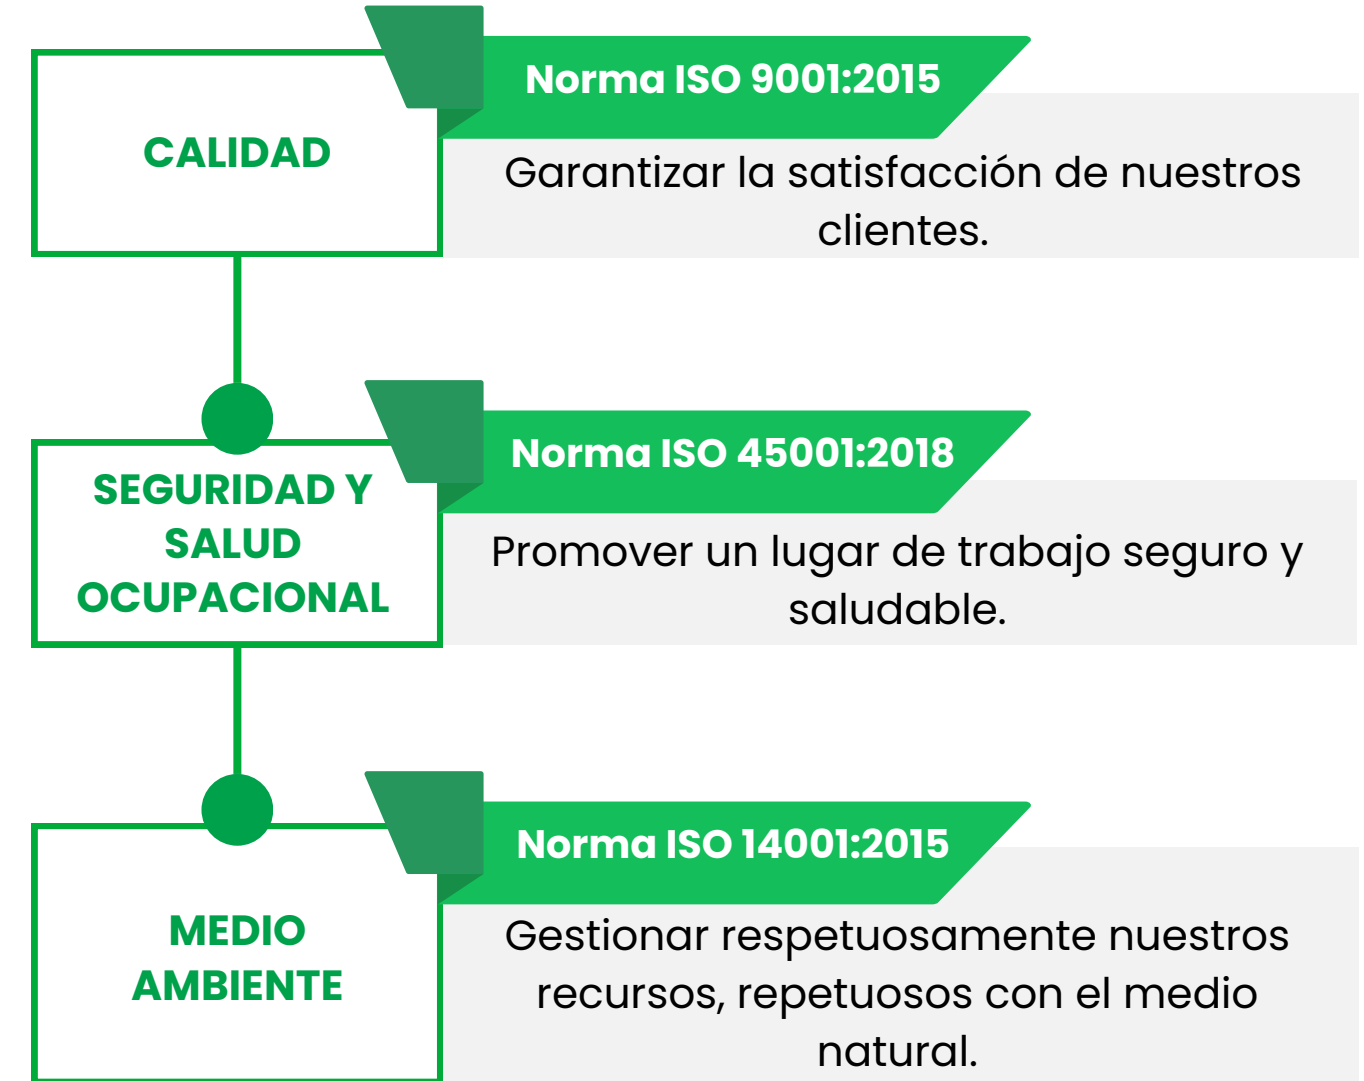 Norma ISO 9001:2015
CALIDAD
Garantizar la satisfacción de nuestros
clientes.
Norma ISO 45001:2018
SEGURIDAD Y
SALUD
OCUPACIONAL
Promover un lugar de trabajo seguro y
saludable.
Norma ISO 14001:2015
MEDIO
AMBIENTE
Gestionar respetuosamente nuestros
recursos, repetuosos con el medio
natural.